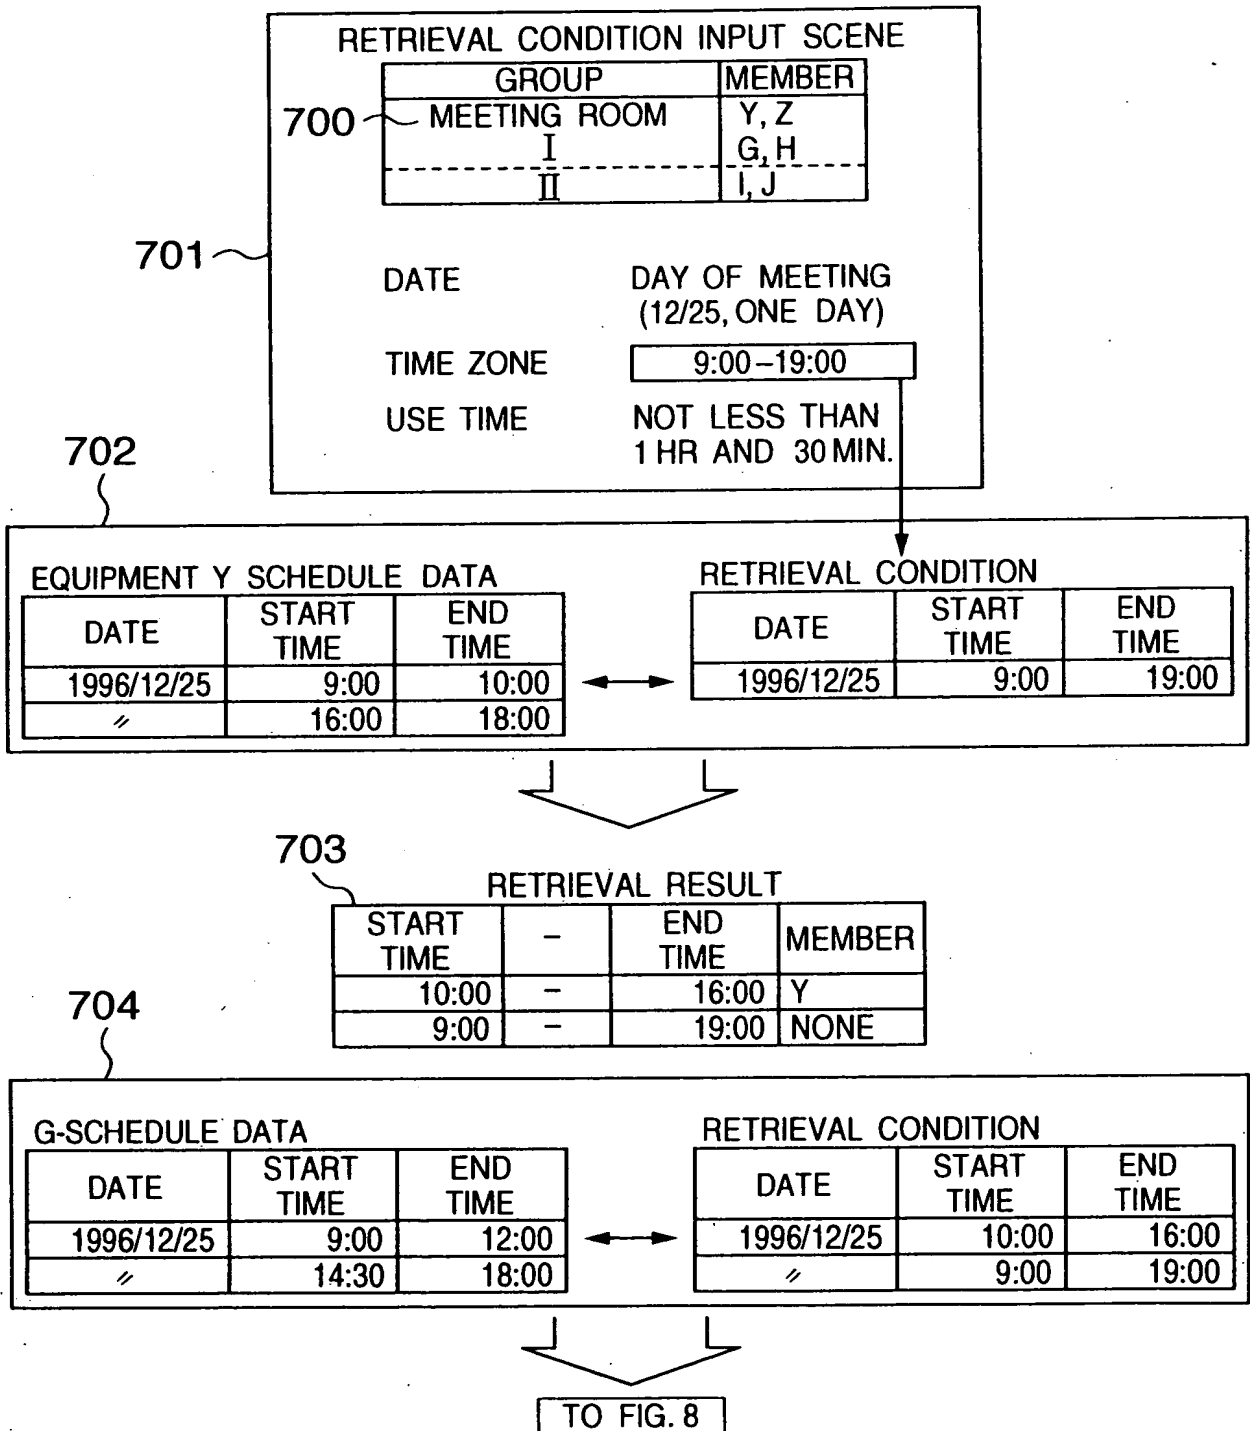 RETRIEVAL CONDITION INPUT SCENE
GROUP MEMBER
700 MEETING ROOM Y, Z
I G, H
II I, J
701
DATE DAY OF MEETING
(12/25, ONE DAY)
TIME ZONE 9:00–19:00
USE TIME NOT LESS THAN
1 HR AND 30 MIN.
702
EQUIPMENT Y SCHEDULE DATA
DATE START TIME END TIME
1996/12/25 9:00 10:00
〃 16:00 18:00
RETRIEVAL CONDITION
DATE START TIME END TIME
1996/12/25 9:00 19:00
703
RETRIEVAL RESULT
START TIME – END TIME MEMBER
10:00 – 16:00 Y
9:00 – 19:00 NONE
704
G-SCHEDULE DATA
DATE START TIME END TIME
1996/12/25 9:00 12:00
〃 14:30 18:00
RETRIEVAL CONDITION
DATE START TIME END TIME
1996/12/25 10:00 16:00
〃 9:00 19:00
TO FIG. 8